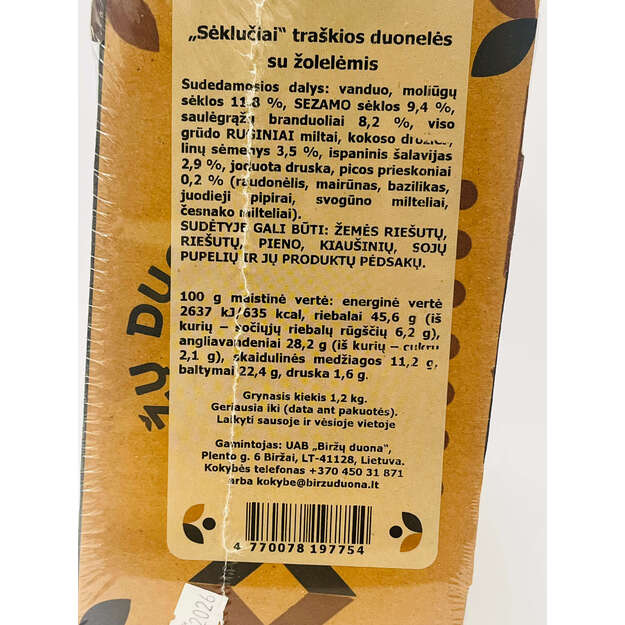 „Sėklučiai“ traškios duonelės
su žolelėmis
Sudedamosios dalys: vanduo, moliūgų
sėklos 11,8 %, SEZAMO sėklos 9,4 %,
saulėgrąžų branduoliai 8,2 %, viso
grūdo RUGINIAI miltai, kokoso
linų sėmenys 3,5 %, ispaninis šalavijas
2,9 %, joduota druska, picos prieskoniai
0,2 % (raudonėlis, mairūnas, bazilikas,
juodieji pipirai, svogūno milteliai,
česnako milteliai).
SUDĖTYJE GALI BŪTI: ŽEMĖS RIEŠUTŲ,
RIEŠUTŲ, PIENO, KIAUŠINIŲ, SOJŲ
PUPELIŲ IR JŲ PRODUKTŲ PĖDSAKŲ.
100 g maistinė vertė: energinė vertė
2637 kJ/635 kcal, riebalai 45,6 g (iš
kurių – sočiųjų riebalų rūgščių 6,2 g),
angliavandeniai 28,2 g (iš kurių – cukrų
2,1 g), skaidulinės medžiagos 11,2 g,
baltymai 22,4 g, druska 1,6 g.
Grynasis kiekis 1,2 kg.
Geriausia iki (data ant pakuotės).
Laikyti sausoje ir vėsioje vietoje
Gamintojas: UAB „Biržų duona“,
Plento g. 6 Biržai, LT-41128, Lietuva.
Kokybės telefonas +370 450 31 871
arba kokybe@birzuduona.lt
4 770078 197754
2026
ŽŲ DUO